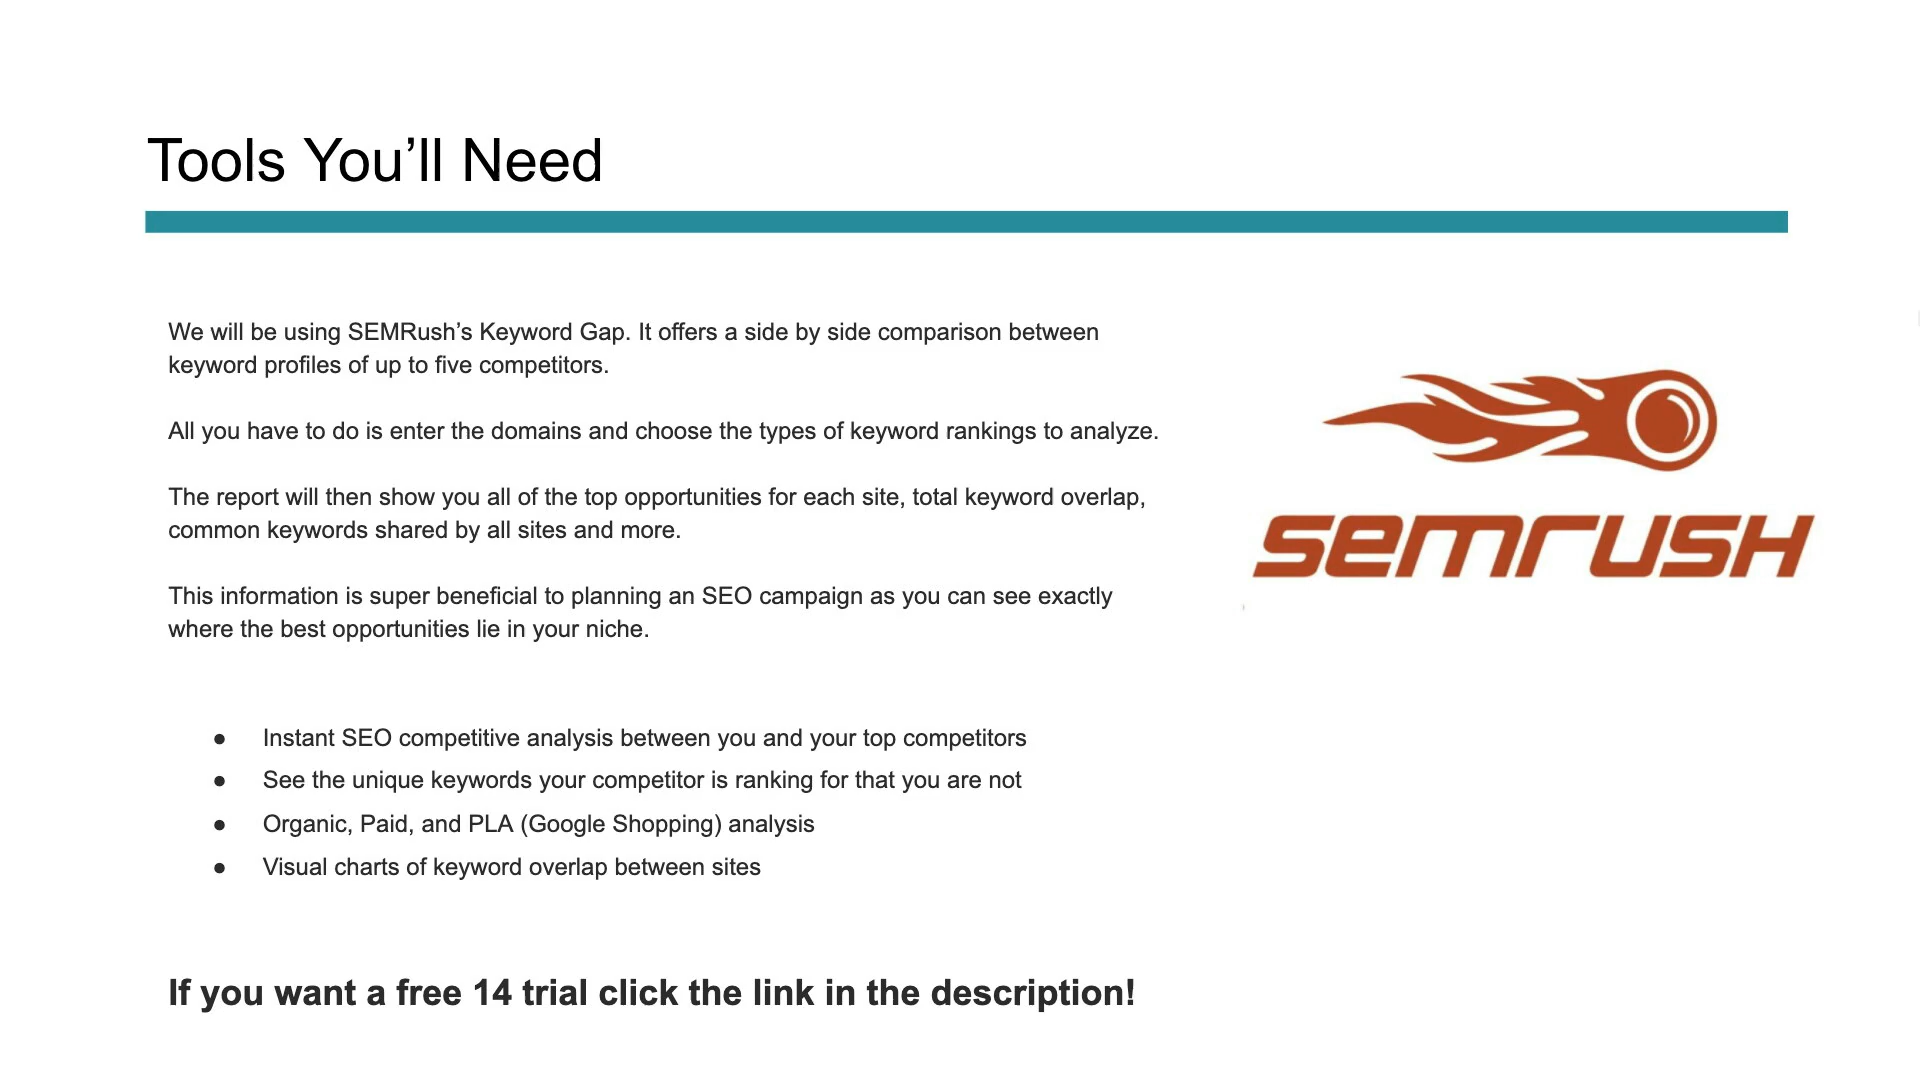 Tools You’ll Need
We will be using SEMRush’s Keyword Gap. It offers a side by side comparison between
keyword profiles of up to five competitors.
All you have to do is enter the domains and choose the types of keyword rankings to analyze.
The report will then show you all of the top opportunities for each site, total keyword overlap,
common keywords shared by all sites and more.
This information is super beneficial to planning an SEO campaign as you can see exactly
where the best opportunities lie in your niche.
● Instant SEO competitive analysis between you and your top competitors
● See the unique keywords your competitor is ranking for that you are not
● Organic, Paid, and PLA (Google Shopping) analysis
● Visual charts of keyword overlap between sites
If you want a free 14 trial click the link in the description!
semrush